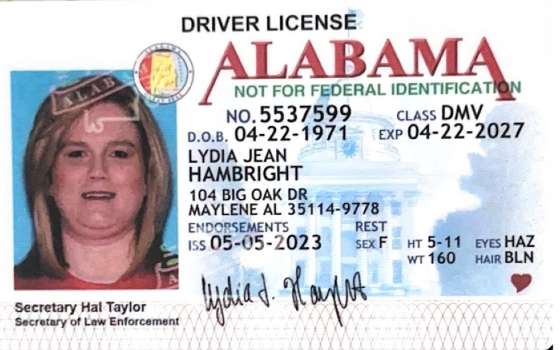 DRIVER LICENSE
ALABAMA
NOT FOR FEDERAL IDENTIFICATION
NO. 5537599 CLASS DMV
D.O.B. 04-22-1971 EXP 04-22-2027
LYDIA JEAN
HAMBRIGHT
104 BIG OAK DR
MAYLENE AL 35114-9778
ENDORSEMENTS REST
ISS 05-05-2023 SEX F HT 5-11 EYES HAZ
WT 160 HAIR BLN
Secretary Hal Taylor
Secretary of Law Enforcement